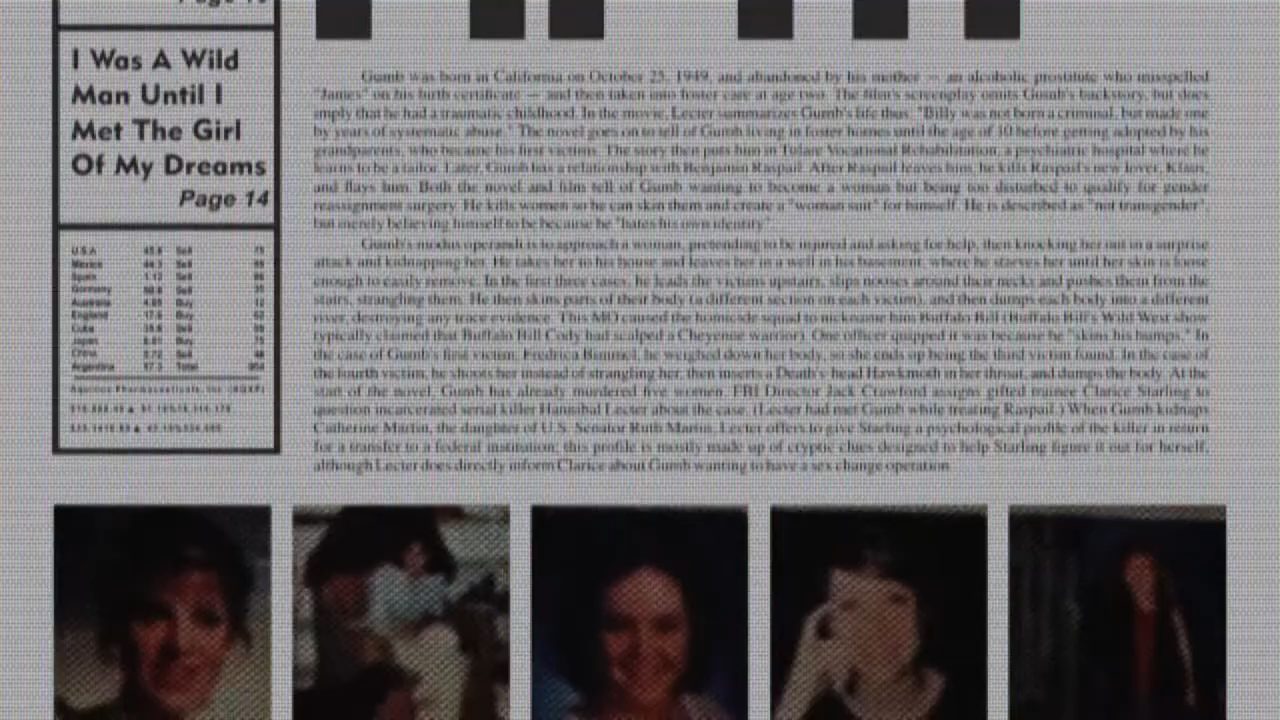 I Was A Wild
Man Until I
Met The Girl
Of My Dreams
Page 14
U.S.A.
Mexico
Spain
Germany
Australia
England
Cuba
Japan
China
Argentina
Gumb was born in California on October 25, 1949, and abandoned by his mother — an alcoholic prostitute who misspelled
"James" on his birth certificate — and then taken into foster care at age two. The film's screenplay omits Gumb's backstory, but does
imply that he had a traumatic childhood. In the movie, Lecter summarizes Gumb's life thus: "Billy was not born a criminal, but made one
by years of systematic abuse." The novel goes on to tell of Gumb living in foster homes until the age of 10 before getting adopted by his
grandparents, who became his first victims. The story then puts him in Tulare Vocational Rehabilitation, a psychiatric hospital where he
learns to be a tailor. Later, Gumb has a relationship with Benjamin Raspail. After Raspail leaves him, he kills Raspail's new lover, Klaus,
and flays him. Both the novel and film tell of Gumb wanting to become a woman but being too disturbed to qualify for gender
reassignment surgery. He kills women so he can skin them and create a "woman suit" for himself. He is described as "not transgender",
but merely believing himself to be because he "hates his own identity"
Gumb's modus operandi is to approach a woman, pretending to be injured and asking for help, then knocking her out in a surprise
attack and kidnapping her. He takes her to his house and leaves her in a well in his basement, where he starves her until her skin is loose
enough to easily remove. In the first three cases, he leads the victims upstairs, slips nooses around their necks and pushes them from the
stairs, strangling them. He then skins parts of their body (a different section on each victim), and then dumps each body into a different
river, destroying any trace evidence. This MO caused the homicide squad to nickname him Buffalo Bill (Buffalo Bill's Wild West show
typically claimed that Buffalo Bill Cody had scalped a Cheyenne warrior). One officer quipped it was because he "skins his humps." In
the case of Gumb's first victim, Fredrica Bimmel, he weighed down her body, so she ends up being the third victim found. In the case of
the fourth victim, he shoots her instead of strangling her, then inserts a Death's head Hawkmoth in her throat, and dumps the body. At the
start of the novel, Gumb has already murdered five women. FBI Director Jack Crawford assigns gifted trainee Clarice Starling to
question incarcerated serial killer Hannibal Lecter about the case. (Lecter had met Gumb while treating Raspail.) When Gumb kidnaps
Catherine Martin, the daughter of U.S. Senator Ruth Martin, Lecter offers to give Starling a psychological profile of the killer in return
for a transfer to a federal institution; this profile is mostly made up of cryptic clues designed to help Starling figure it out for herself,
although Lecter does directly inform Clarice about Gumb wanting to have a sex change operation.